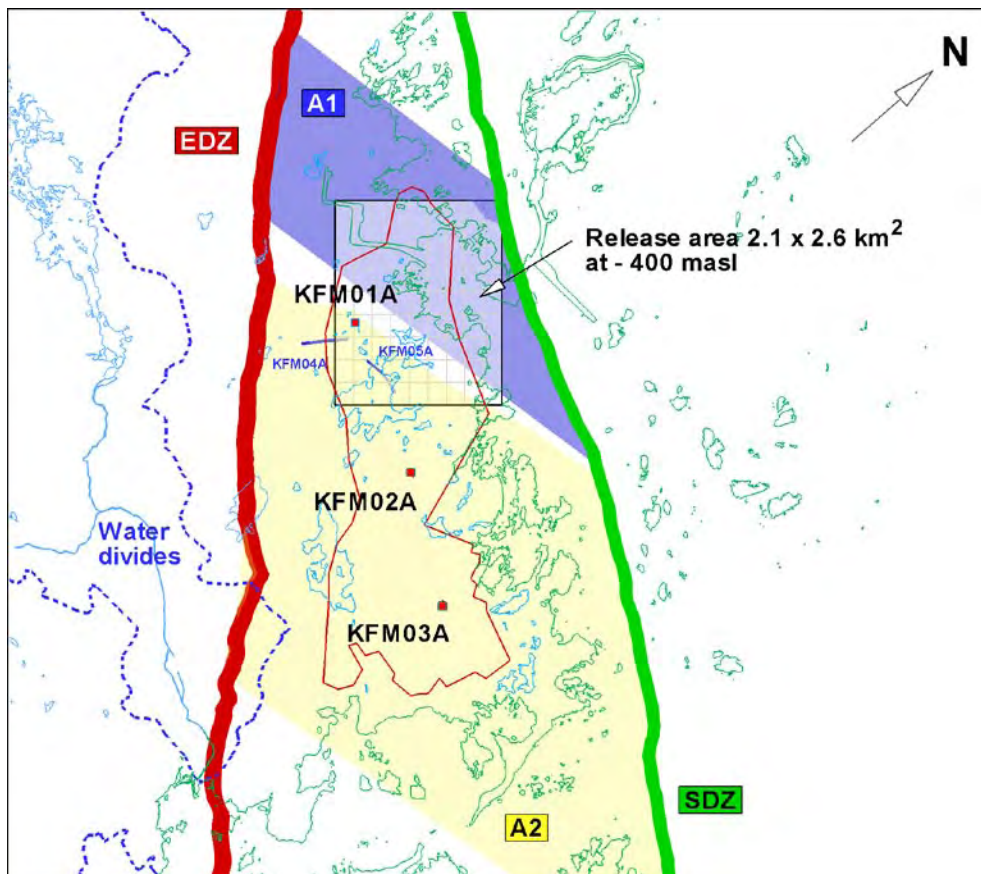 N
A1
EDZ
Release area 2.1 x 2.6 km²
at - 400 masl
KFM01A
KFM05A
KFM04A
KFM02A
Water
divides
KFM03A
SDZ
A2